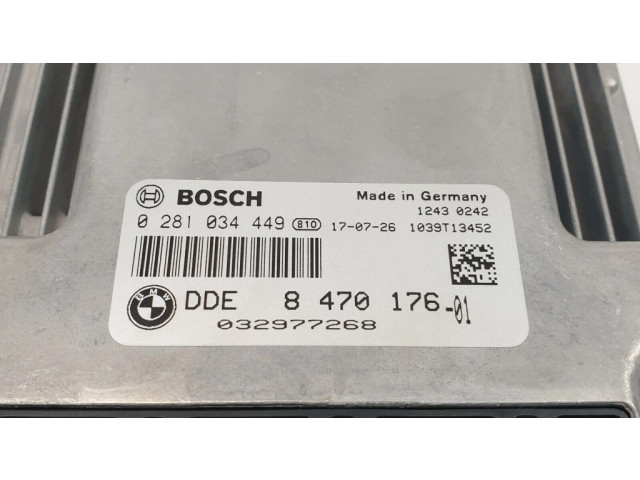 BOSCH Made in Germany
1243 0242
0 281 034 449 810 17-07-26 1039T13452
BMW DDE 8 470 176-01
032977268